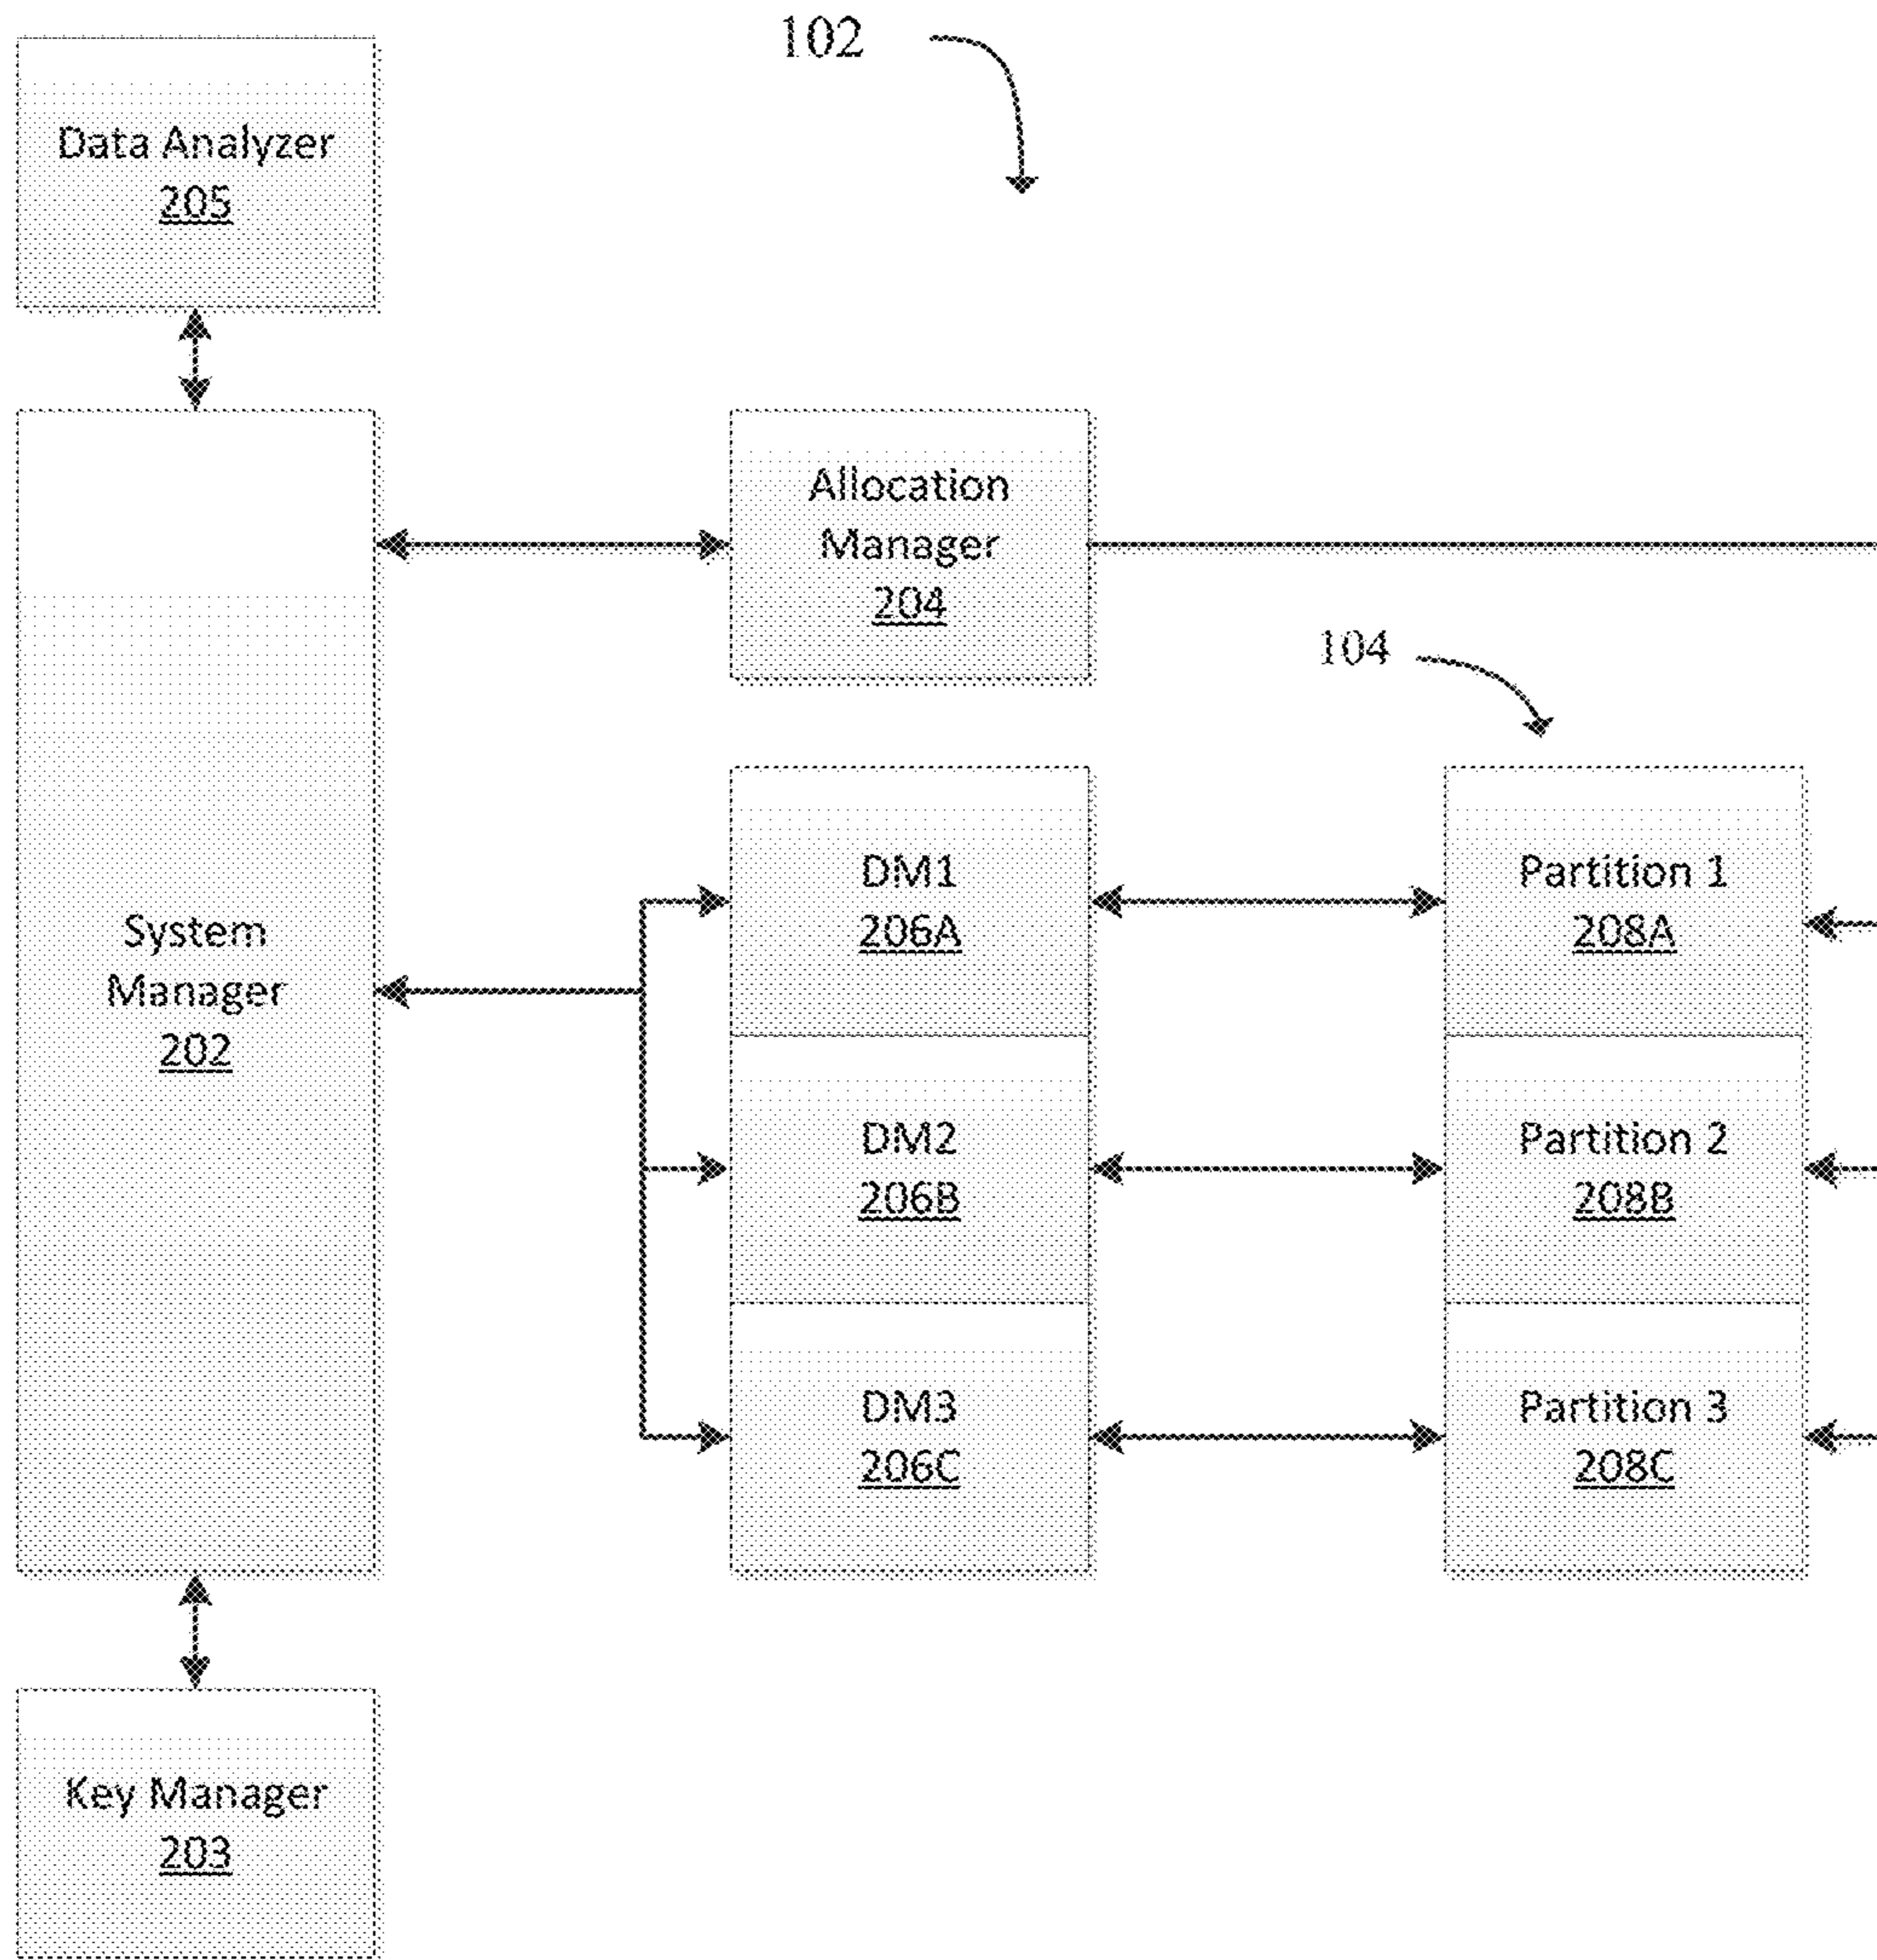 102
Data Analyzer
205
Allocation
Manager
204
104
System
Manager
202
DM1
206A
Partition 1
208A
DM2
206B
Partition 2
208B
DM3
206C
Partition 3
208C
Key Manager
203